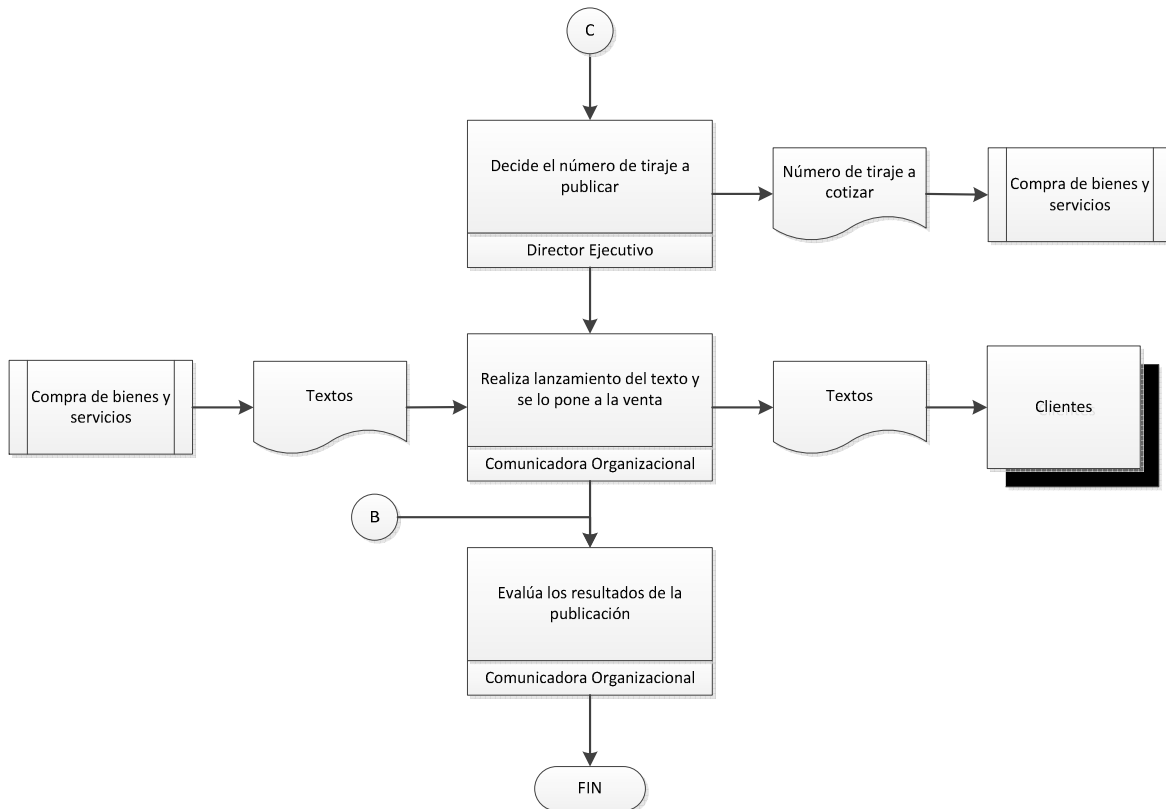 C
Decide el número de tiraje a
publicar
Director Ejecutivo
Número de tiraje a
cotizar
Compra de bienes y
servicios
Compra de bienes y
servicios
Textos
Realiza lanzamiento del texto y
se lo pone a la venta
Comunicadora Organizacional
Textos
Clientes
B
Evalúa los resultados de la
publicación
Comunicadora Organizacional
FIN